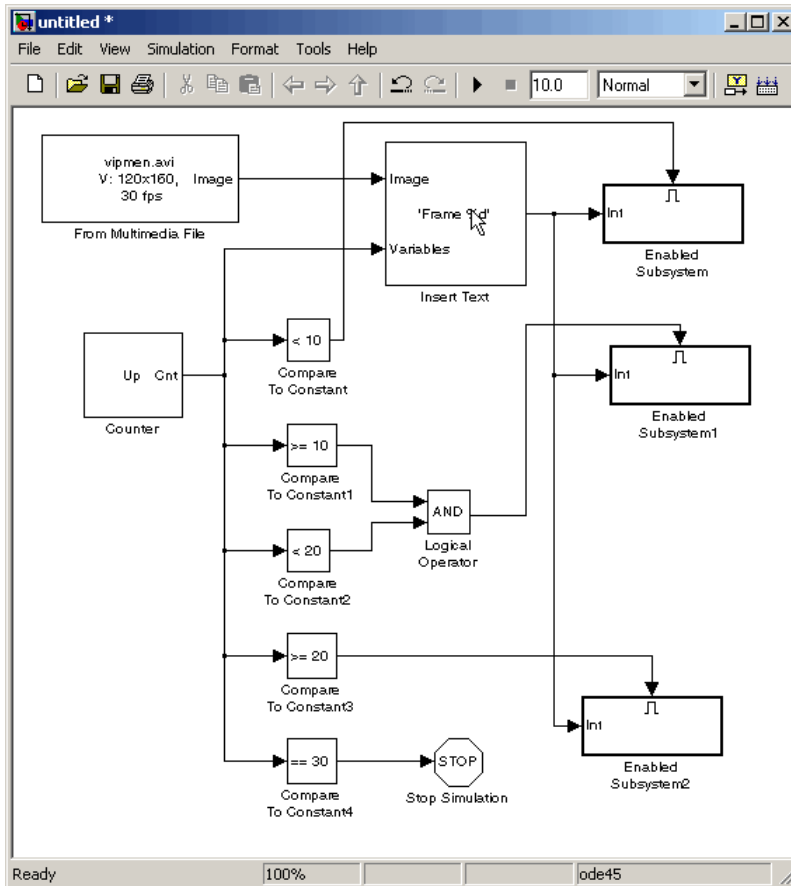 untitled *
File Edit View Simulation Format Tools Help
10.0 Normal
vipmen.avi
V: 120x160, Image
30 fps
From Multimedia File
Image
'Frame %d'
Variables
Insert Text
In1
Enabled
Subsystem
< 10
Compare
To Constant
Up Cnt
Counter
In1
Enabled
Subsystem1
>= 10
Compare
To Constant1
AND
Logical
Operator
< 20
Compare
To Constant2
>= 20
Compare
To Constant3
In1
Enabled
Subsystem2
== 30
Compare
To Constant4
STOP
Stop Simulation
Ready 100% ode45